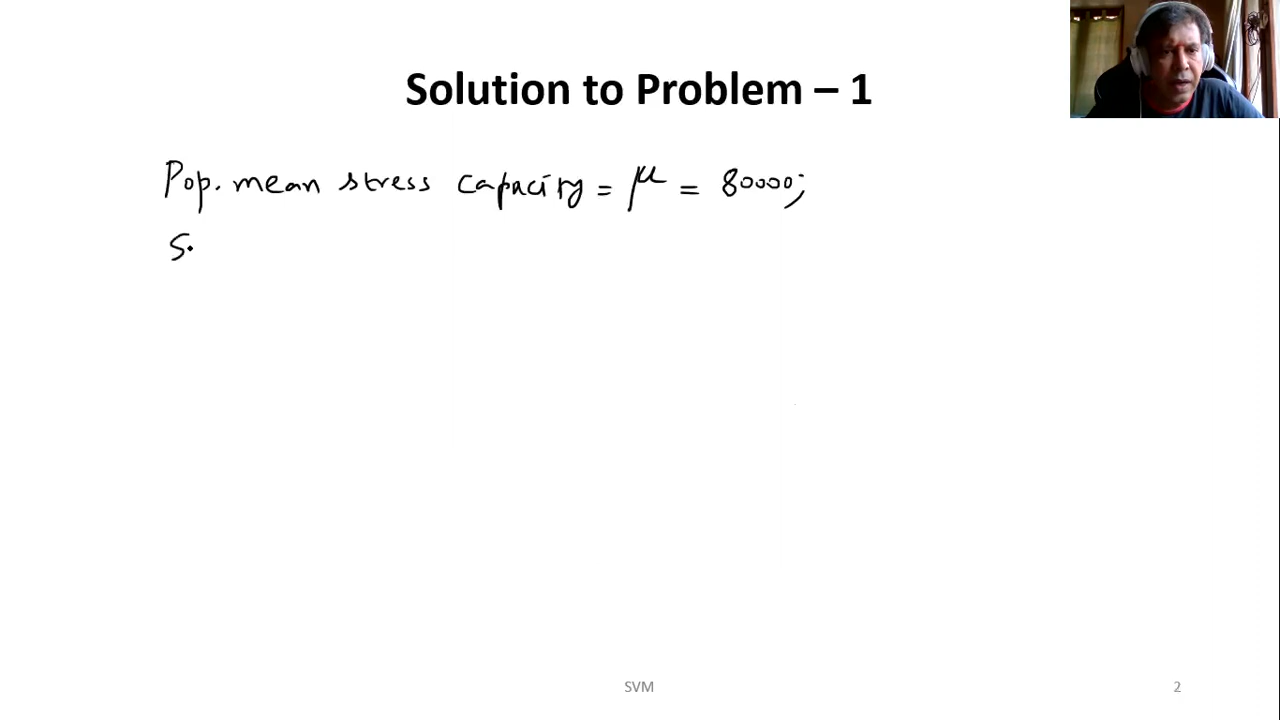 Solution to Problem – 1
Pop. mean stress capacity = μ = 80000;
S.
SVM
2